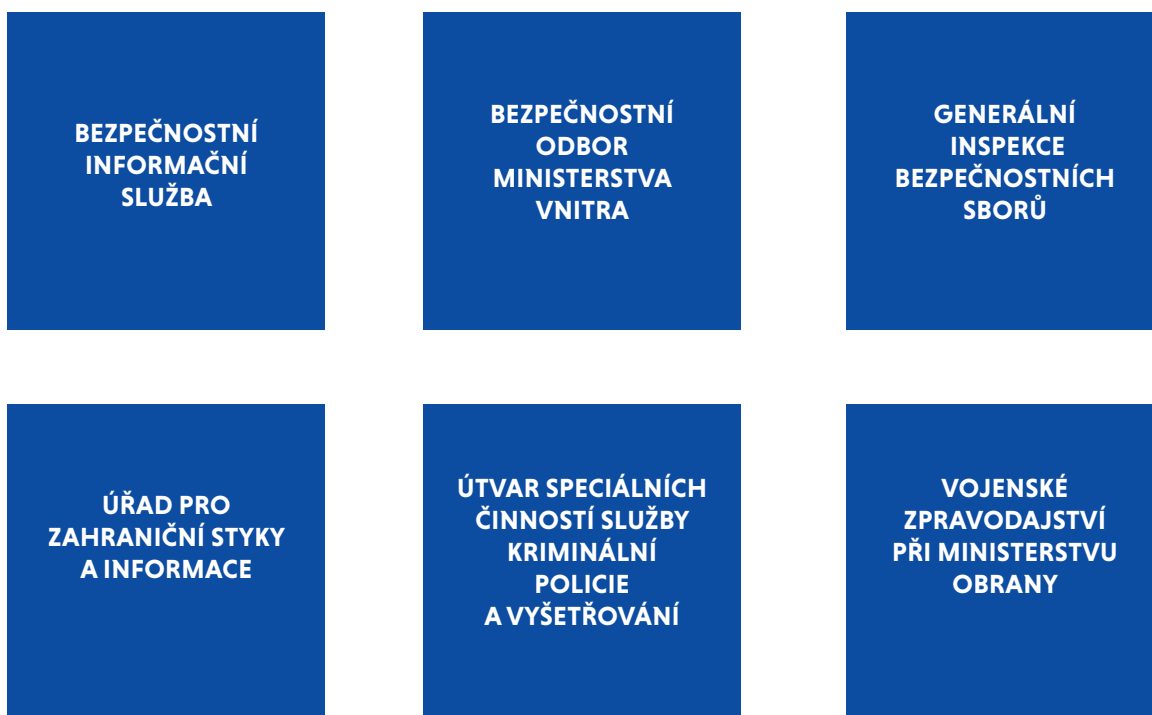 BEZPEČNOSTNÍ
INFORMAČNÍ
SLUŽBA
BEZPEČNOSTNÍ
ODBOR
MINISTERSTVA
VNITRA
GENERÁLNÍ
INSPEKCE
BEZPEČNOSTNÍCH
SBORŮ
ÚŘAD PRO
ZAHRANIČNÍ STYKY
A INFORMACE
ÚTVAR SPECIÁLNÍCH
ČINNOSTÍ SLUŽBY
KRIMINÁLNÍ
POLICIE
A VYŠETŘOVÁNÍ
VOJENSKÉ
ZPRAVODAJSTVÍ
PŘI MINISTERSTVU
OBRANY